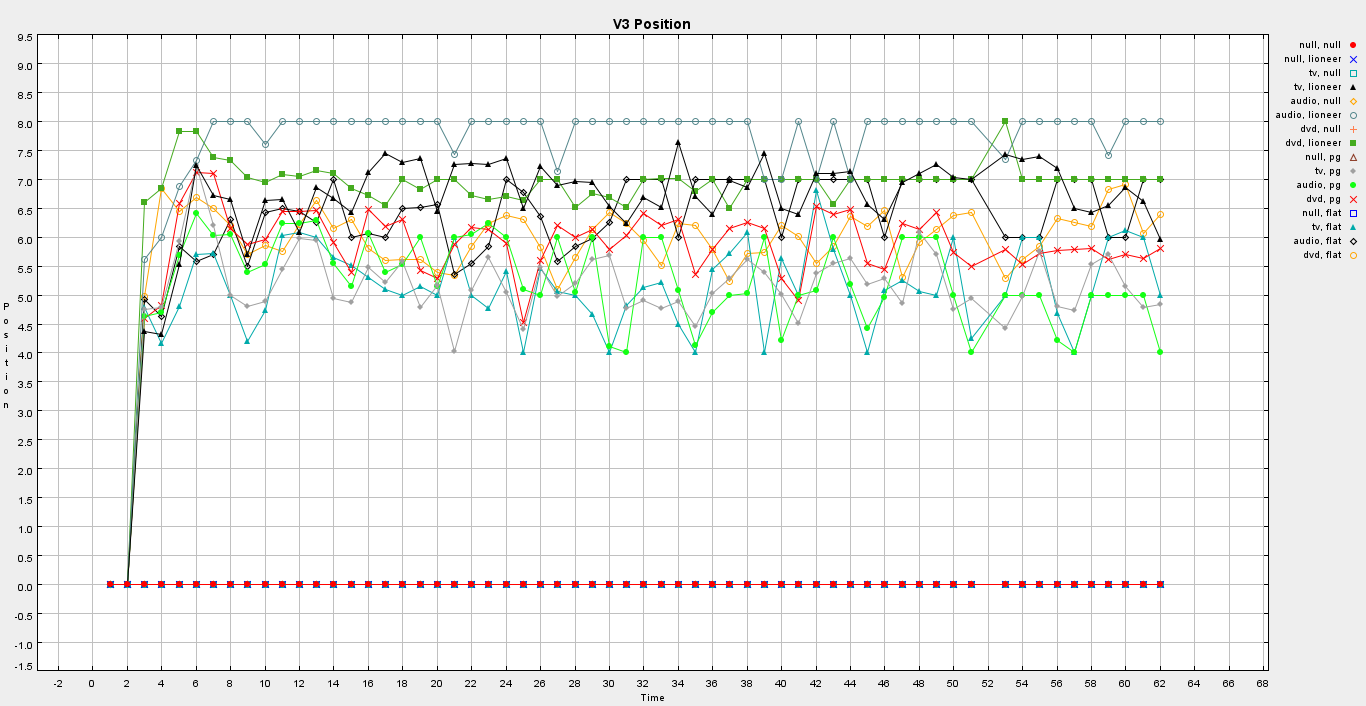 V3 Position
9.5
9.0
8.5
8.0
7.5
7.0
6.5
6.0
5.5
5.0
4.5
4.0
3.5
3.0
2.5
2.0
1.5
1.0
0.5
0.0
-0.5
-1.0
-1.5
Position
-2 0 2 4 6 8 10 12 14 16 18 20 22 24 26 28 30 32 34 36 38 40 42 44 46 48 50 52 54 56 58 60 62 64 66 68
Time
null, null
null, lioneer
tv, null
tv, lioneer
audio, null
audio, lioneer
dvd, null
dvd, lioneer
null, pg
tv, pg
audio, pg
dvd, pg
null, flat
tv, flat
audio, flat
dvd, flat